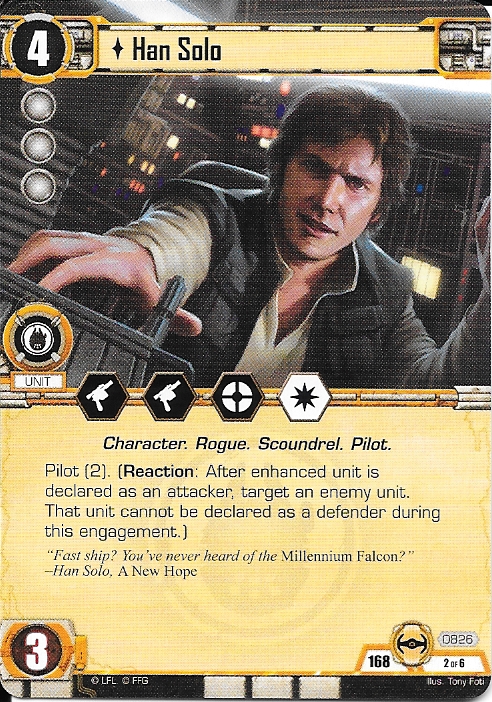 4
Han Solo
UNIT
Character. Rogue. Scoundrel. Pilot.
Pilot (2). (Reaction: After enhanced unit is
declared as an attacker, target an enemy unit.
That unit cannot be declared as a defender during
this engagement.)
“Fast ship? You've never heard of the Millennium Falcon?”
–Han Solo, A New Hope
3
© LFL © FFG
168
0826
2 OF 6
Illus. Tony Foti